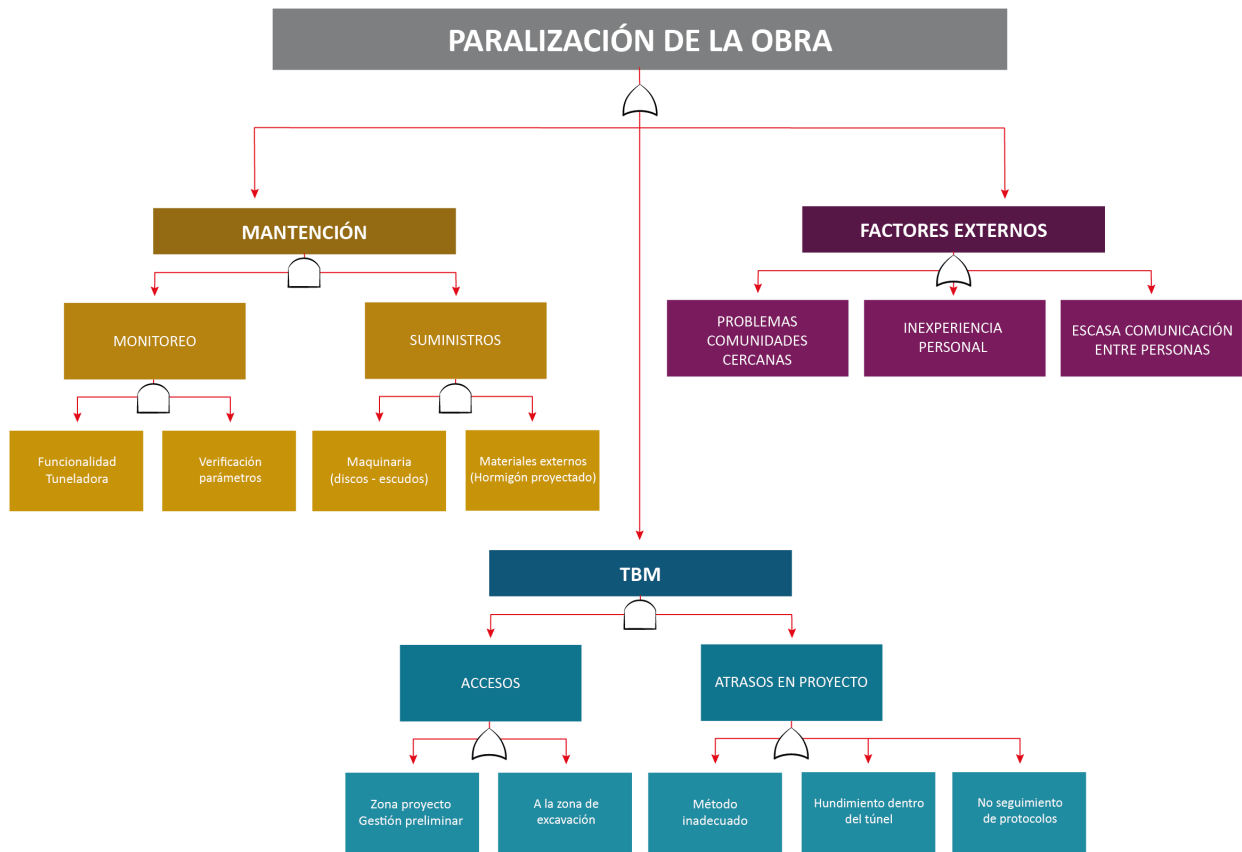 PARALIZACIÓN DE LA OBRA
MANTENCIÓN
FACTORES EXTERNOS
MONITOREO
SUMINISTROS
PROBLEMAS
COMUNIDADES
CERCANAS
INEXPERIENCIA
PERSONAL
ESCASA COMUNICACIÓN
ENTRE PERSONAS
Funcionalidad
Tuneladora
Verificación
parámetros
Maquinaria
(discos - escudos)
Materiales externos
(Hormigón proyectado)
TBM
ACCESOS
ATRASOS EN PROYECTO
Zona proyecto
Gestión preliminar
A la zona de
excavación
Método
inadecuado
Hundimiento dentro
del túnel
No seguimiento
de protocolos